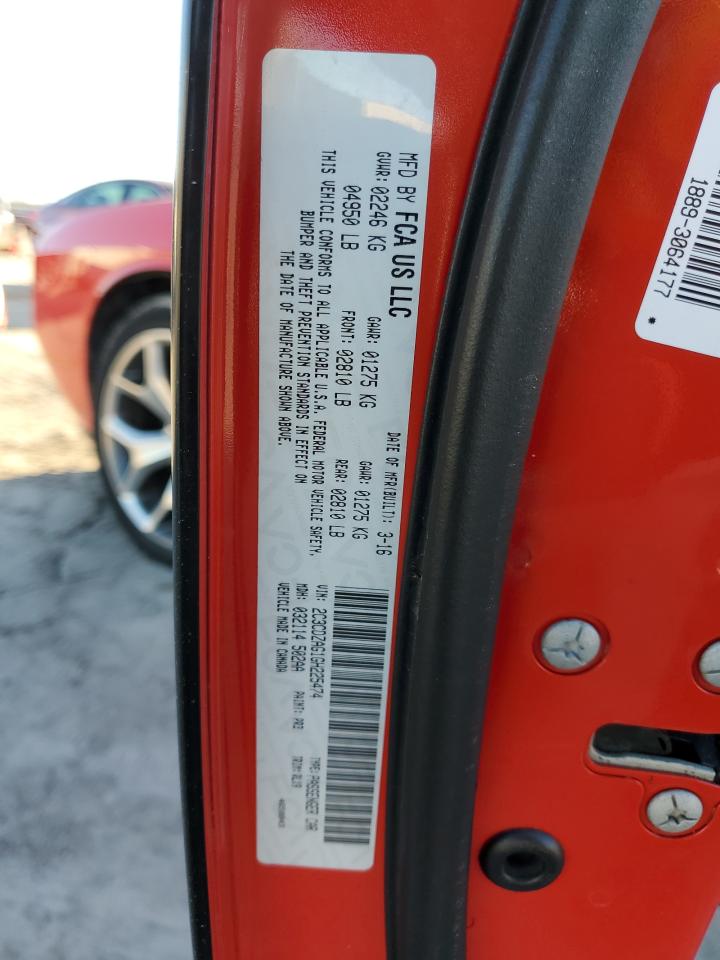 MFD BY FCA US LLC
DATE OF MFR(BUILT): 3-16
GVWR: 02246 KG GAWR: 01275 KG GAWR: 01275 KG
04950 LB FRONT: 02810 LB REAR: 02810 LB
THIS VEHICLE CONFORMS TO ALL APPLICABLE U.S.A. FEDERAL MOTOR VEHICLE SAFETY,
BUMPER AND THEFT PREVENTION STANDARDS IN EFFECT ON
THE DATE OF MANUFACTURE SHOWN ABOVE.
VIN: 2C3CDZAG1GH225474 TYPE: PASSENGER CAR
MDH: 032114 502AA PAINT: PR3 TRIM:
VEHICLE MADE IN CANADA
1889-3064177
*